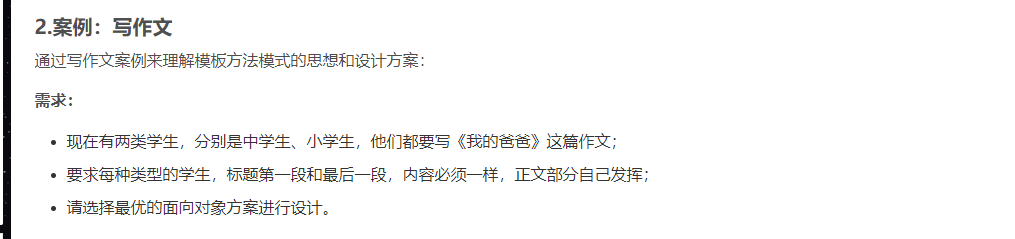 2.案例：写作文
通过写作文案例来理解模板方法模式的思想和设计方案：
需求：
现在有两类学生，分别是中学生、小学生，他们都要写《我的爸爸》这篇作文；
要求每种类型的学生，标题第一段和最后一段，内容必须一样，正文部分自己发挥；
请选择最优的面向对象方案进行设计。